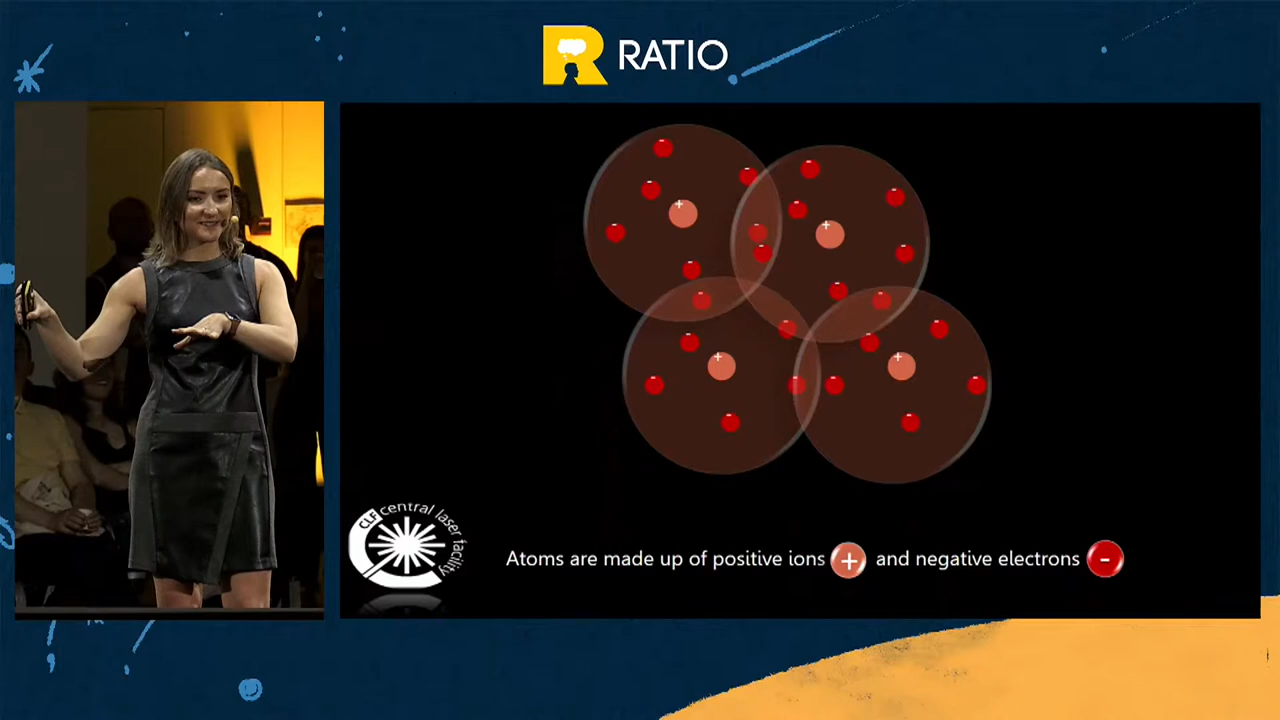 RATIO
CLF central laser facility
Atoms are made up of positive ions + and negative electrons -